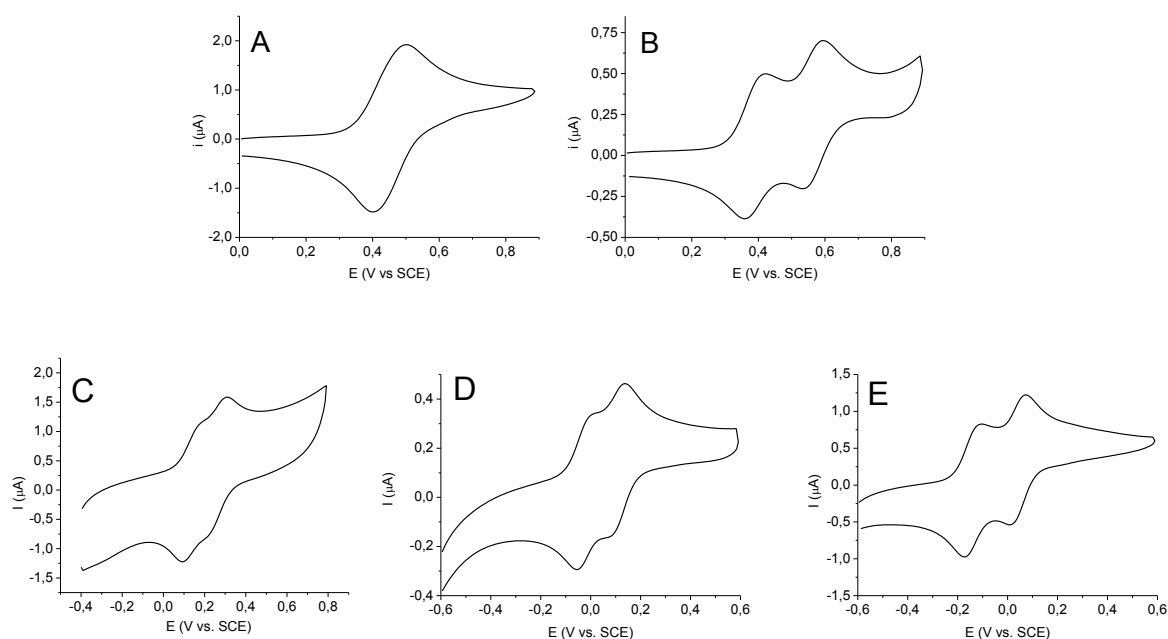 A
2,0
1,0
0,0
-1,0
-2,0
i (μA)
0,0 0,2 0,4 0,6 0,8
E (V vs SCE)
B
0,75
0,50
0,25
0,00
-0,25
-0,50
i (μA)
0,0 0,2 0,4 0,6 0,8
E (V vs. SCE)
C
2,0
1,5
1,0
0,5
0,0
-0,5
-1,0
-1,5
I (μA)
-0,4 -0,2 0,0 0,2 0,4 0,6 0,8
E (V vs. SCE)
D
0,4
0,2
0,0
-0,2
-0,4
I (μA)
-0,6 -0,4 -0,2 0,0 0,2 0,4 0,6
E (V vs. SCE)
E
1,5
1,0
0,5
0,0
-0,5
-1,0
-1,5
I (μA)
-0,6 -0,4 -0,2 0,0 0,2 0,4 0,6
E (V vs. SCE)